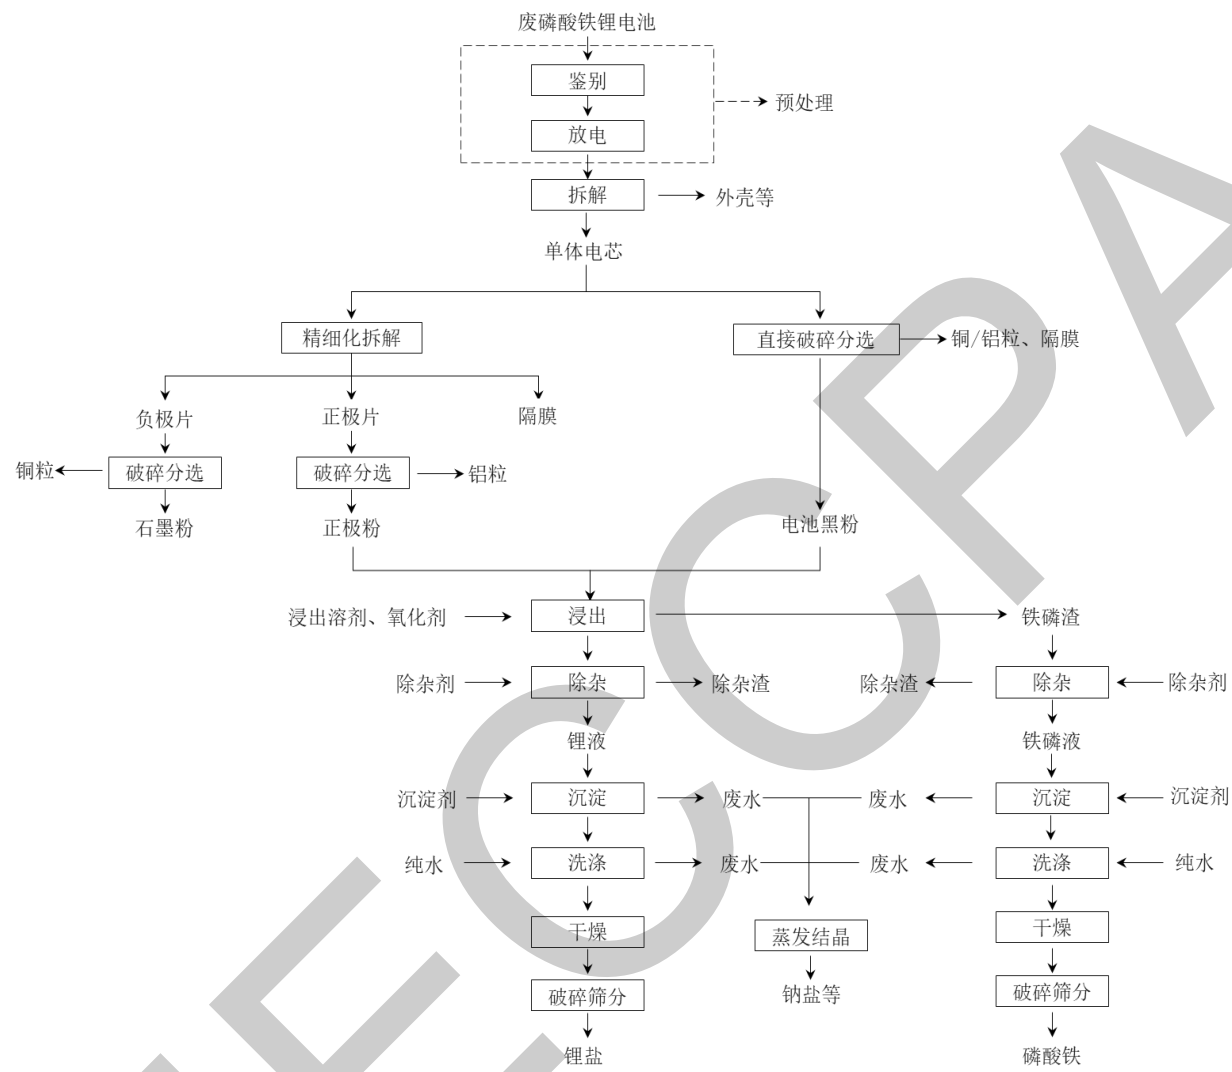 废磷酸铁锂电池
鉴别
预处理
放电
拆解
外壳等
单体电芯
精细化拆解
直接破碎分选
铜/铝粒、隔膜
负极片
正极片
隔膜
铜粒
破碎分选
破碎分选
铝粒
石墨粉
正极粉
电池黑粉
浸出溶剂、氧化剂
浸出
铁磷渣
除杂剂
除杂
除杂渣
除杂渣
除杂
除杂剂
锂液
铁磷液
沉淀剂
沉淀
废水
废水
沉淀
沉淀剂
纯水
洗涤
废水
废水
洗涤
纯水
干燥
蒸发结晶
干燥
破碎筛分
钠盐等
破碎筛分
锂盐
磷酸铁
ECCPA